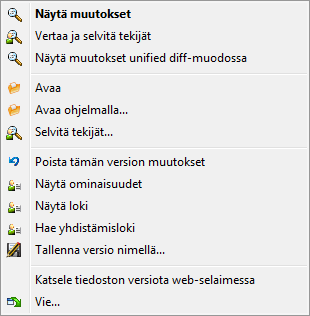 Näytä muutokset
Vertaa ja selvitä tekijät
Näytä muutokset unified diff-muodossa
Avaa
Avaa ohjelmalla...
Selvitä tekijät...
Poista tämän version muutokset
Näytä ominaisuudet
Näytä loki
Hae yhdistämisloki
Tallenna versio nimellä...
Katsele tiedoston versiota web-selaimessa
Vie...